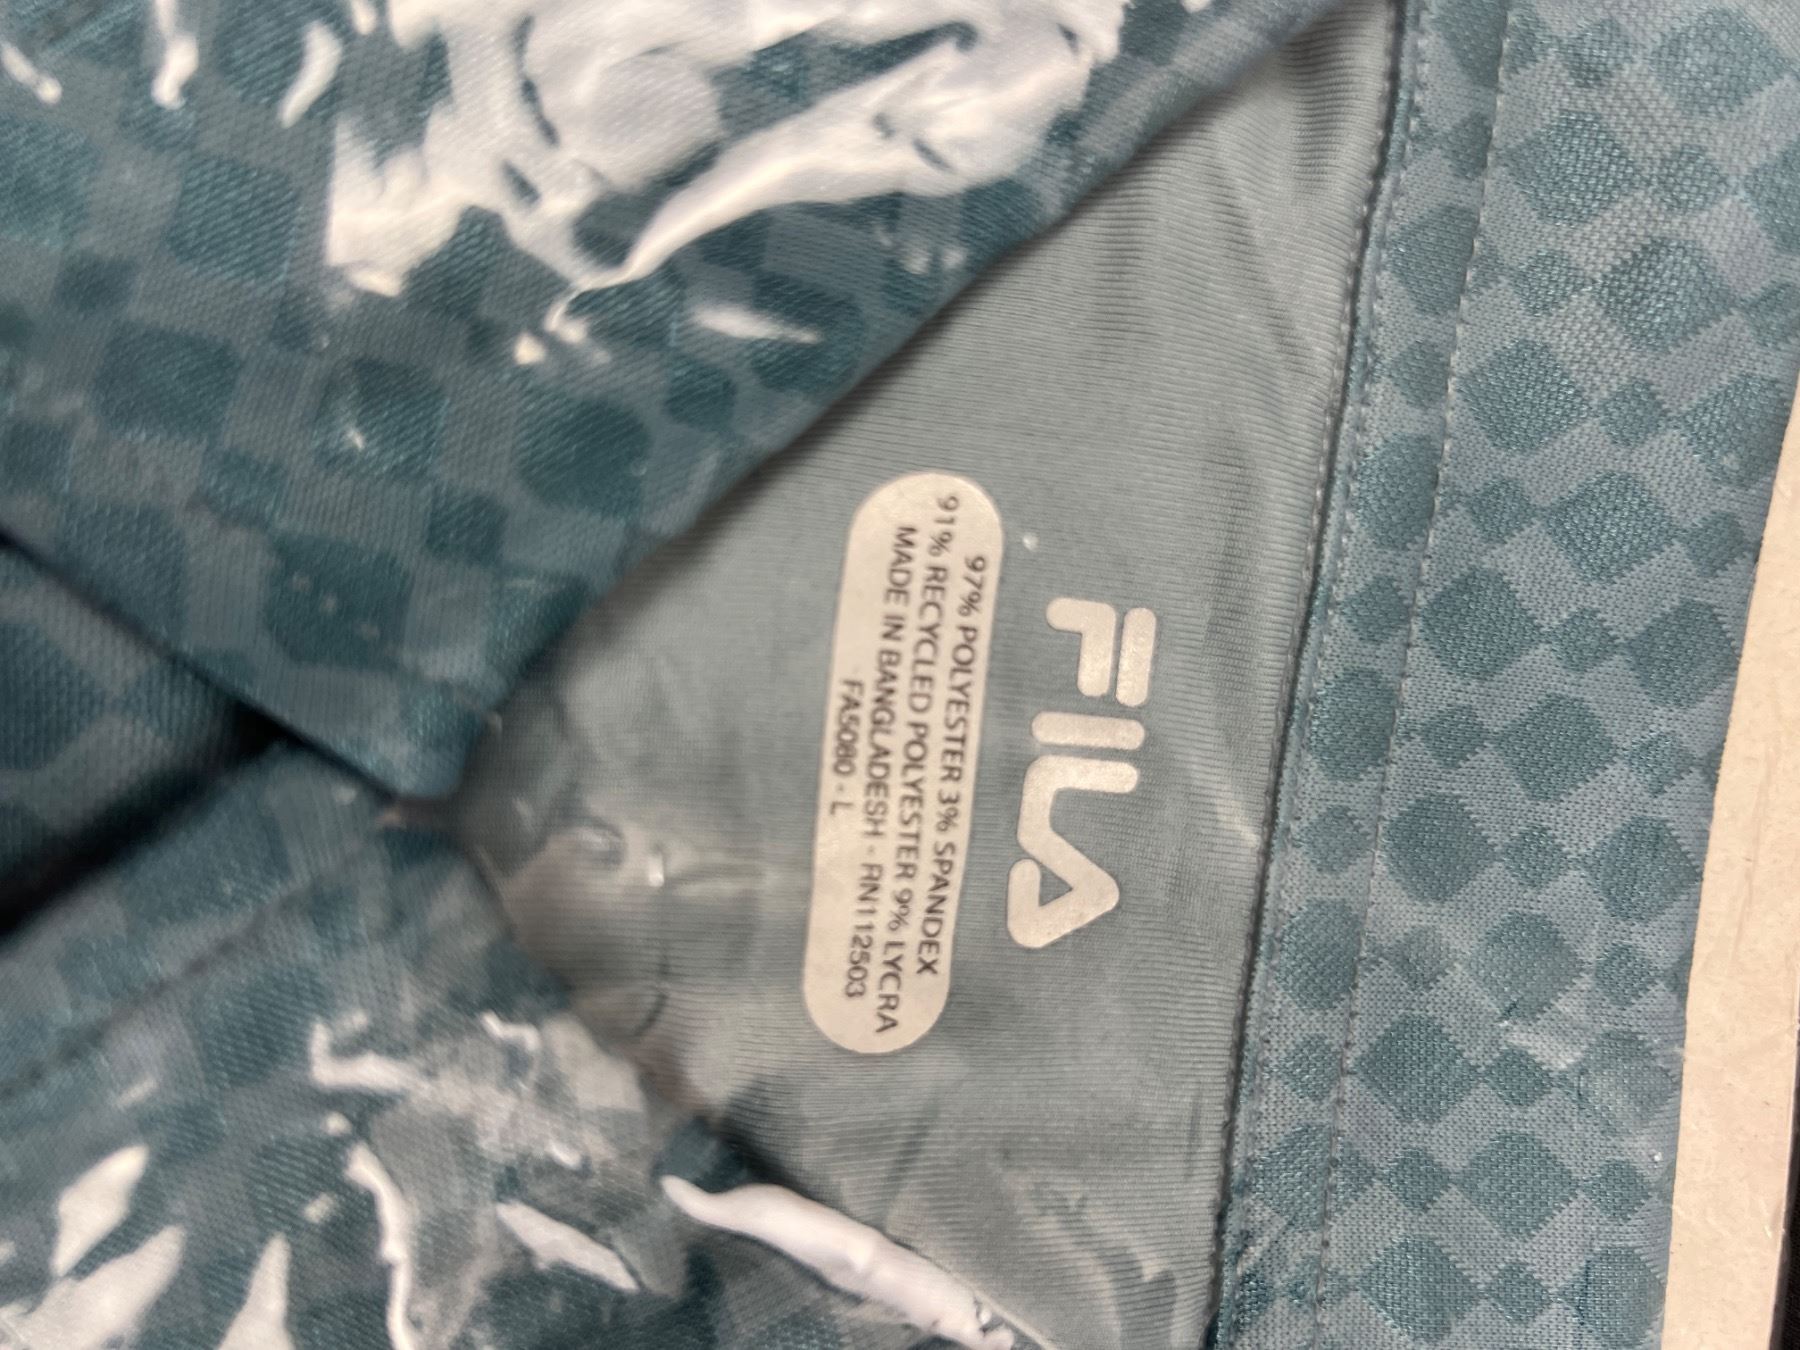 FILA
97% POLYESTER 3% SPANDEX
91% RECYCLED POLYESTER 9% LYCRA
MADE IN BANGLADESH - RN112503
FA5080 - L